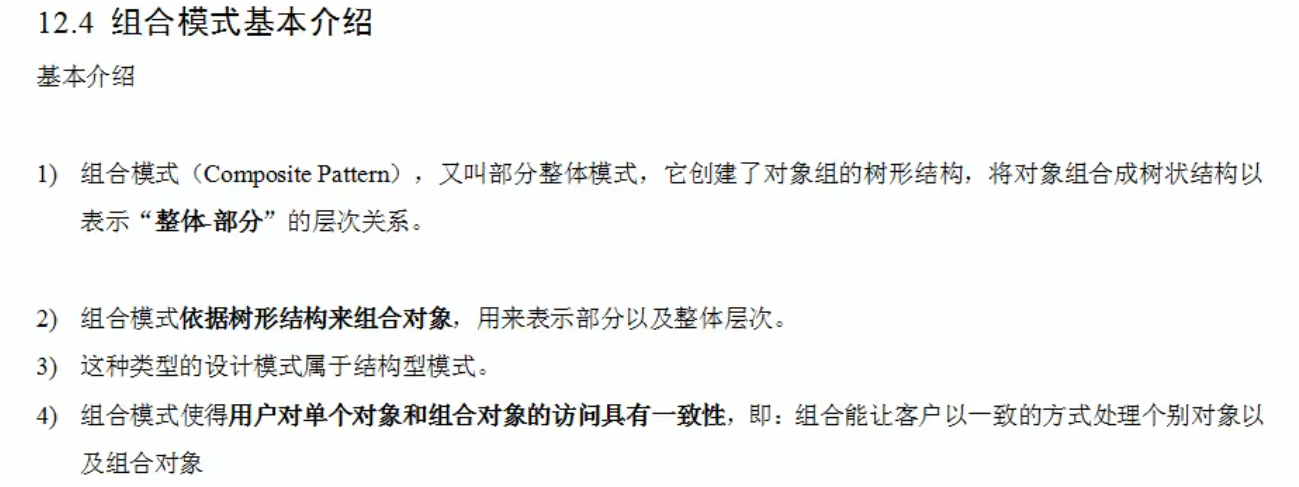 12.4 组合模式基本介绍
基本介绍
1) 组合模式（Composite Pattern），又叫部分整体模式，它创建了对象组的树形结构，将对象组合成树状结构以
表示“整体-部分”的层次关系。
2) 组合模式依据树形结构来组合对象，用来表示部分以及整体层次。
3) 这种类型的设计模式属于结构型模式。
4) 组合模式使得用户对单个对象和组合对象的访问具有一致性，即：组合能让客户以一致的方式处理个别对象以
及组合对象